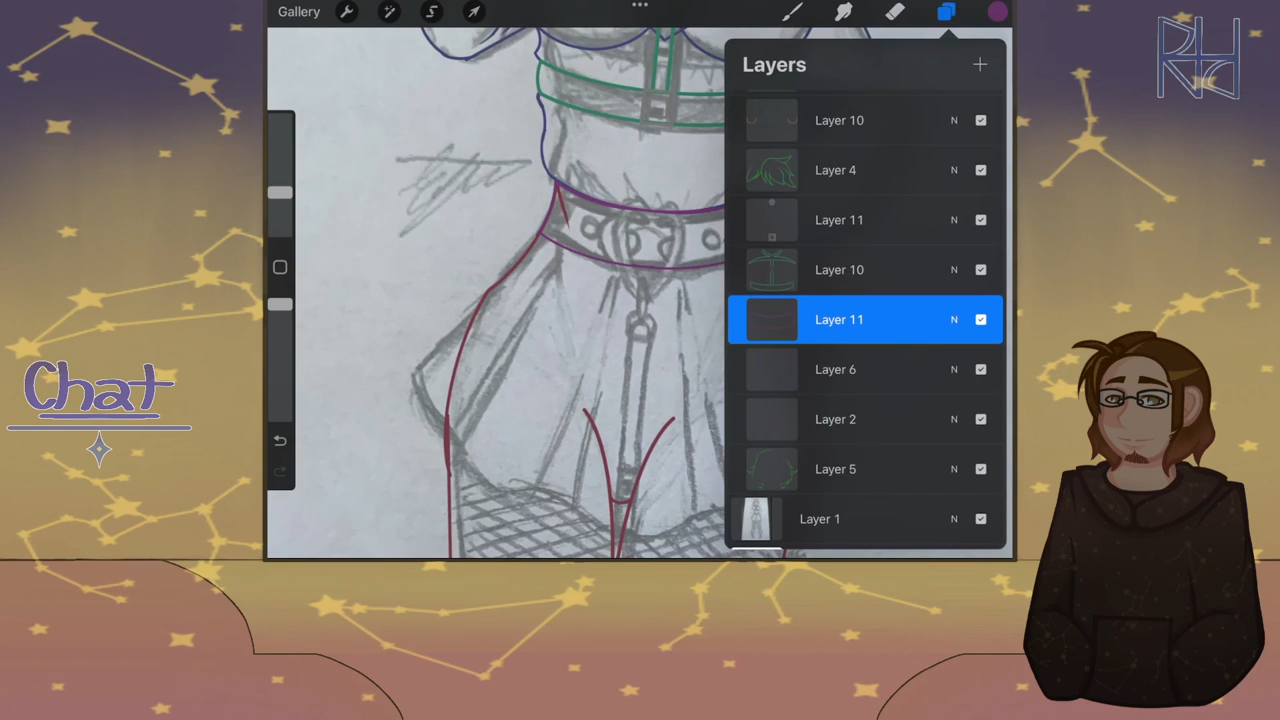 Gallery
Layers
Layer 10 N
Layer 4 N
Layer 11 N
Layer 10 N
Layer 11 N
Layer 6 N
Layer 2 N
Layer 5 N
Layer 1 N
Chat